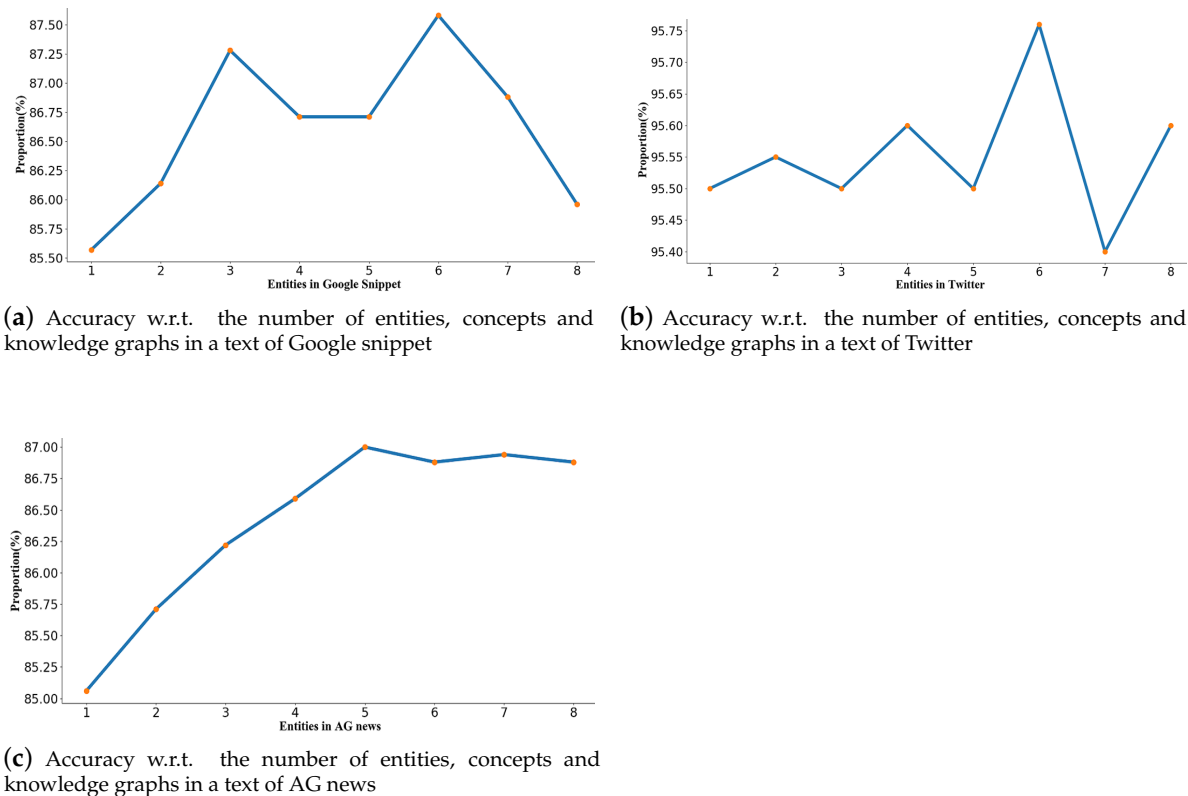 87.50
87.25
87.00
86.75
86.50
86.25
86.00
85.75
85.50
Proportion(%)
1 2 3 4 5 6 7 8
Entities in Google Snippet
(a) Accuracy w.r.t. the number of entities, concepts and
knowledge graphs in a text of Google snippet
95.75
95.70
95.65
95.60
95.55
95.50
95.45
95.40
Proportion(%)
1 2 3 4 5 6 7 8
Entities in Twitter
(b) Accuracy w.r.t. the number of entities, concepts and
knowledge graphs in a text of Twitter
87.00
86.75
86.50
86.25
86.00
85.75
85.50
85.25
85.00
Proportion(%)
1 2 3 4 5 6 7 8
Entities in AG news
(c) Accuracy w.r.t. the number of entities, concepts and
knowledge graphs in a text of AG news